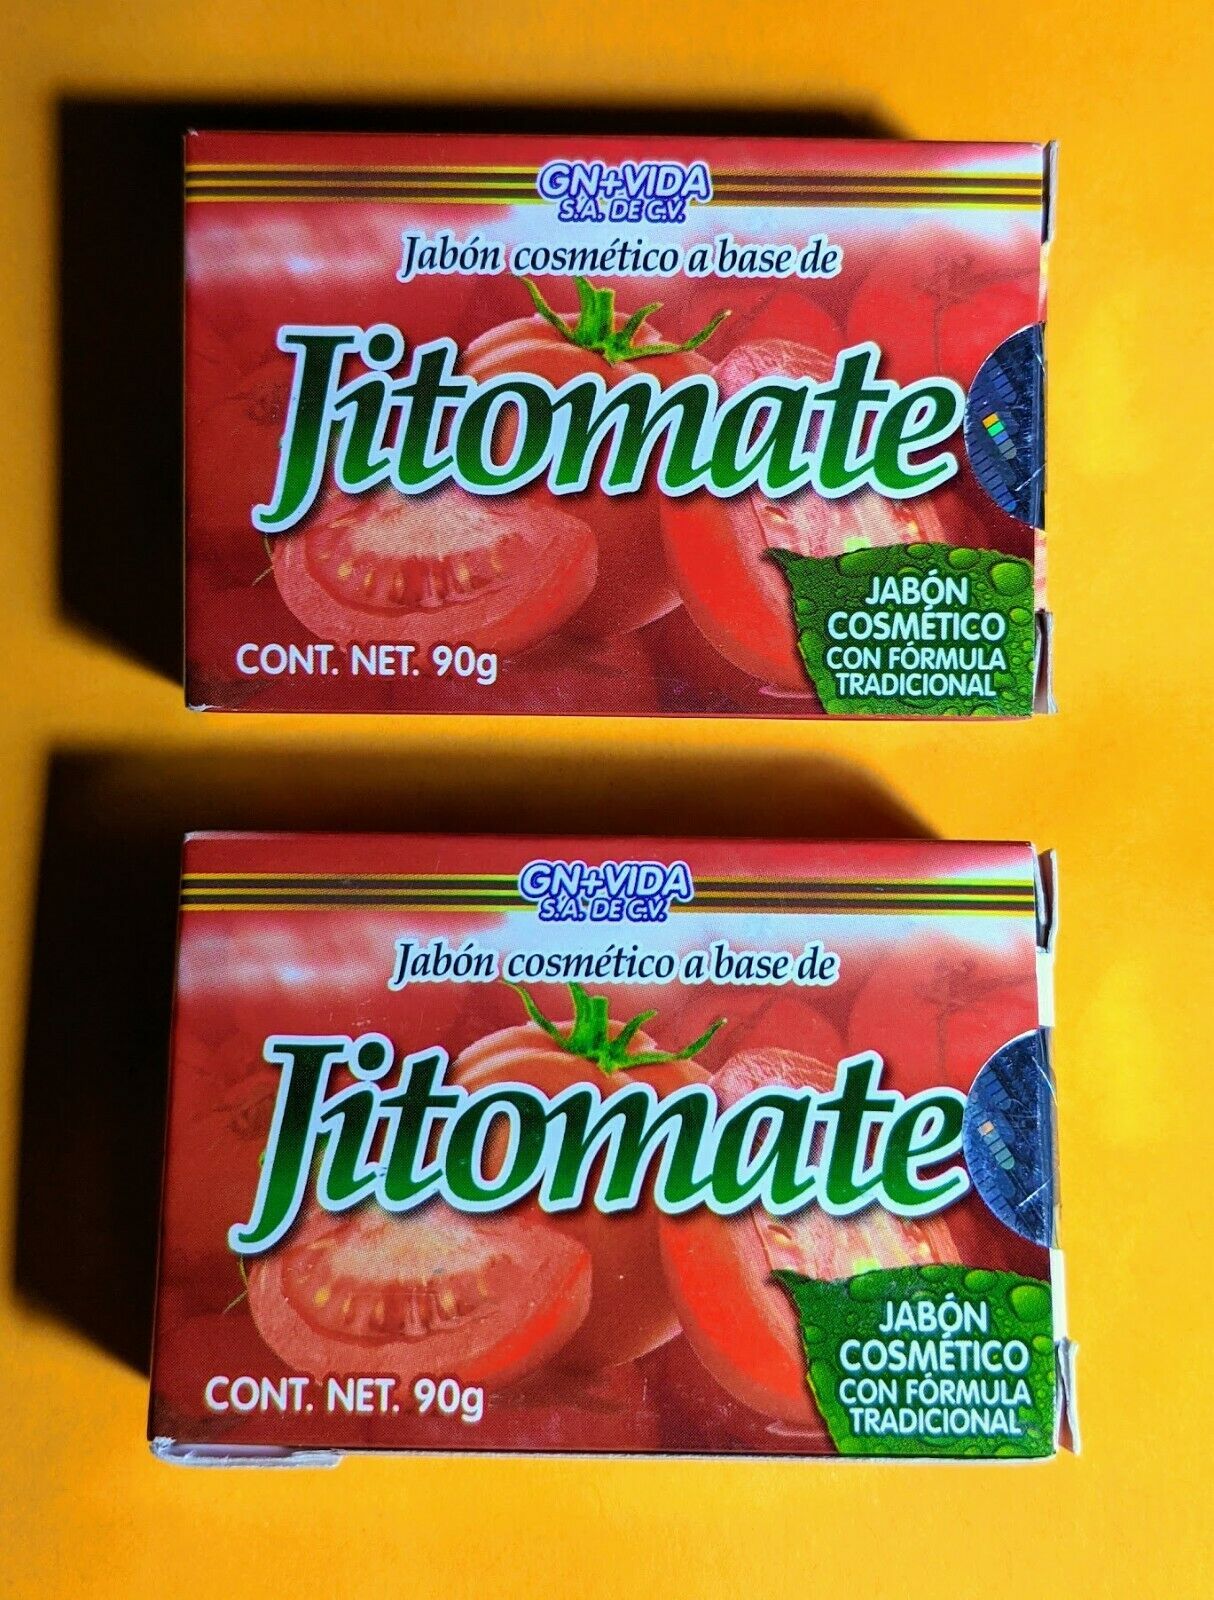 GN+VIDA
S.A. DE C.V.
Jabón cosmético a base de
Jitomate
CONT. NET. 90g
JABÓN
COSMÉTICO
CON FÓRMULA
TRADICIONAL
GN+VIDA
S.A. DE C.V.
Jabón cosmético a base de
Jitomate
CONT. NET. 90g
JABÓN
COSMÉTICO
CON FÓRMULA
TRADICIONAL